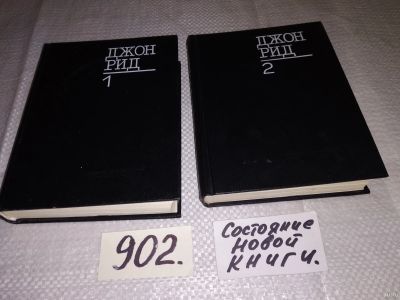 ДЖОН
РИД
1
ДЖОН
РИД
2
902.
Состояние
новой
книги.